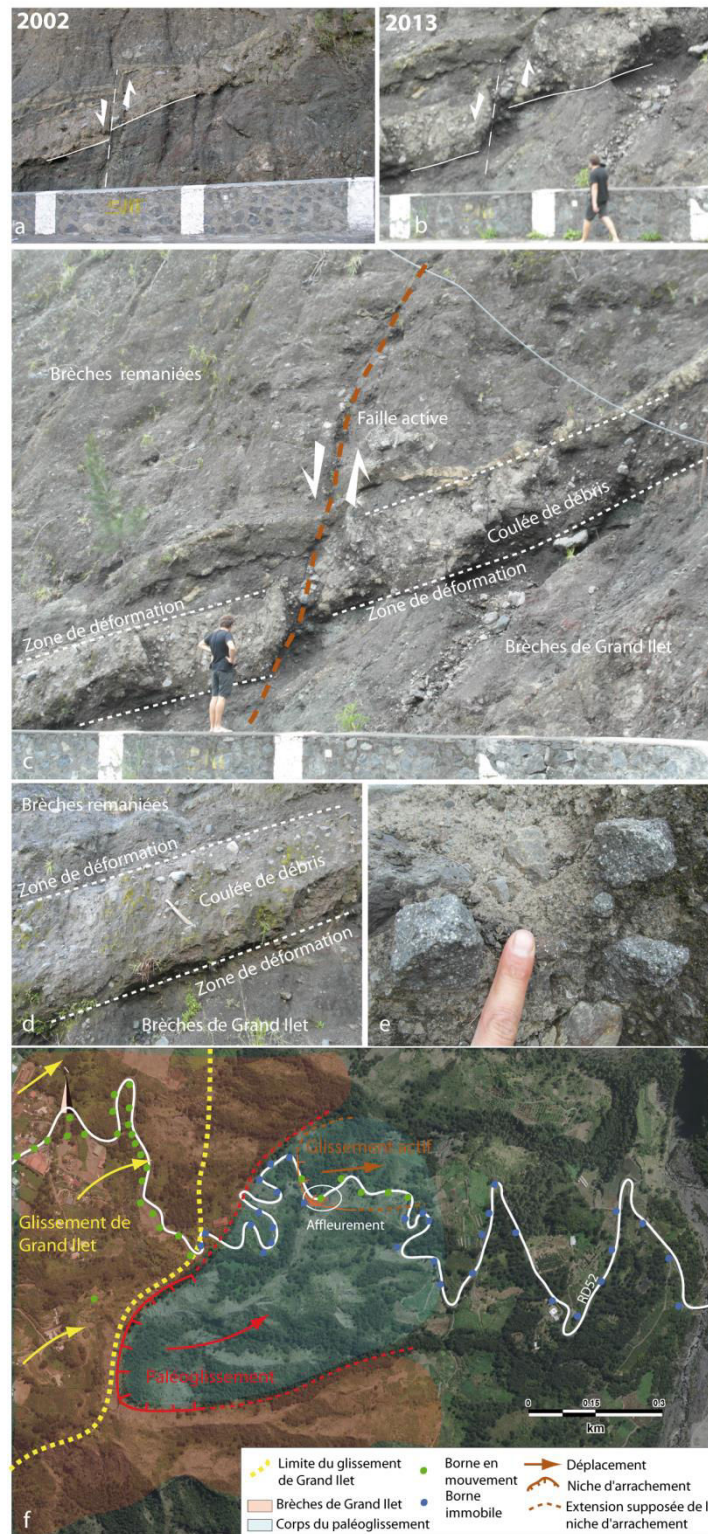 2002
2013
a
b
Brèches remaniées
Faille active
Coulée de débris
Zone de déformation
Zone de déformation
Brèches de Grand Ilet
c
Brèches remaniées
Zone de déformation
Coulée de débris
Zone de déformation
Brèches de Grand Ilet
d
e
Glissement actif
Glissement de
Grand Ilet
Affleurement
RD52
Paléoglissement
0 0.15 0.3
km
f
Limite du glissement
de Grand Ilet
Brèches de Grand Ilet
Corps du paléoglissement
Borne en
mouvement
Borne
immobile
Déplacement
Niche d'arrachement
Extension supposée de l
niche d'arrachement